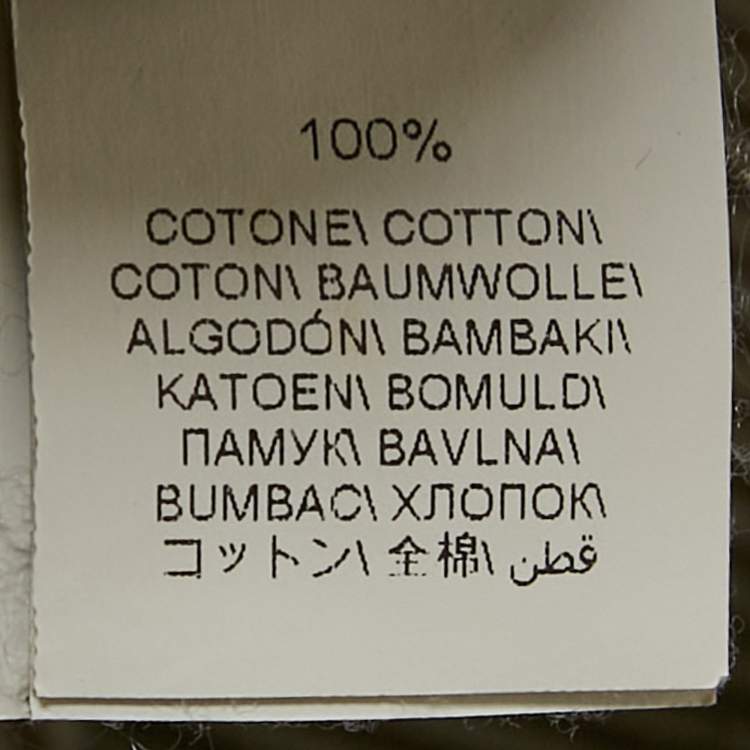 100%
COTONE\ COTTON\
COTON\ BAUMWOLLE\
ALGODÓN\ BAMBAKI\
KATOEN\ BOMULD\
ПАМУК\ BAVLNA\
BUMBAC\ ХЛОПОК\
コットン\ 全棉\ قطن